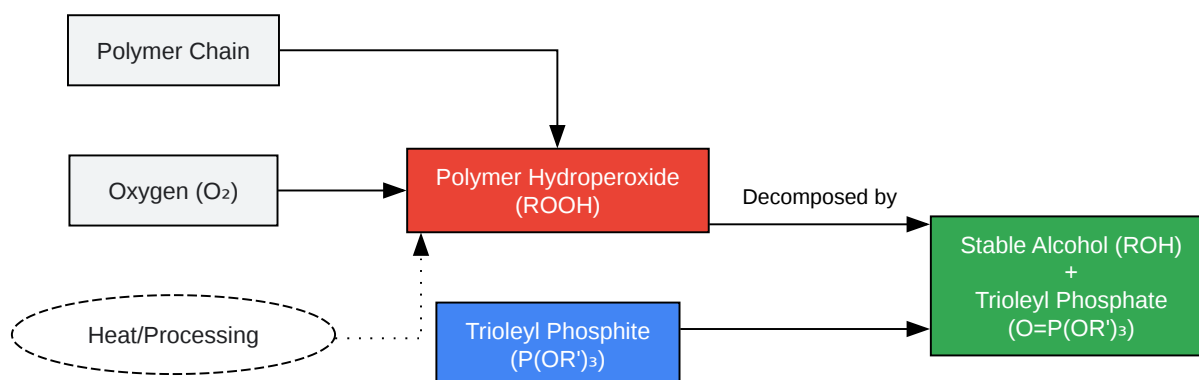 Polymer Chain
Oxygen (O₂)
Polymer Hydroperoxide
(ROOH)
Decomposed by
Stable Alcohol (ROH)
+
Trioleyl Phosphate
(O=P(OR')₃)
Heat/Processing
Trioleyl Phosphite
(P(OR')₃)